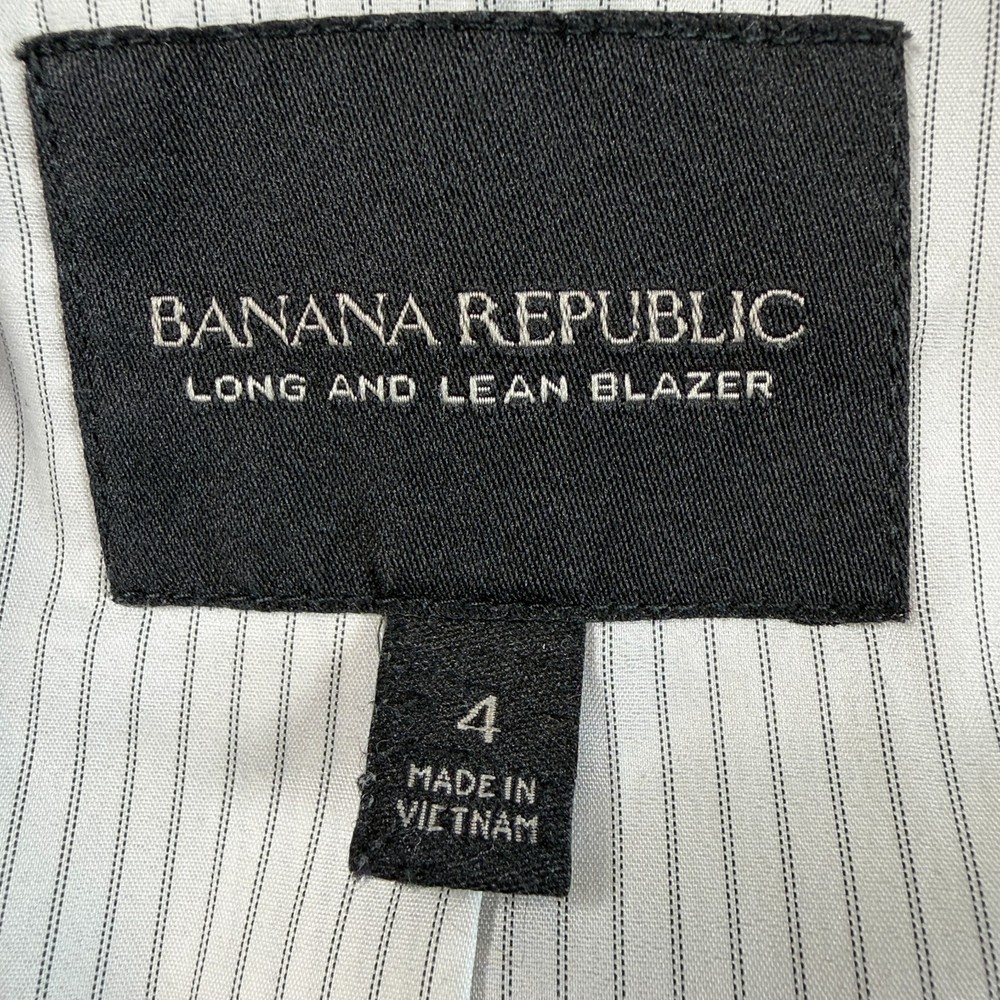 BANANA REPUBLIC
LONG AND LEAN BLAZER
4
MADE IN
VIETNAM